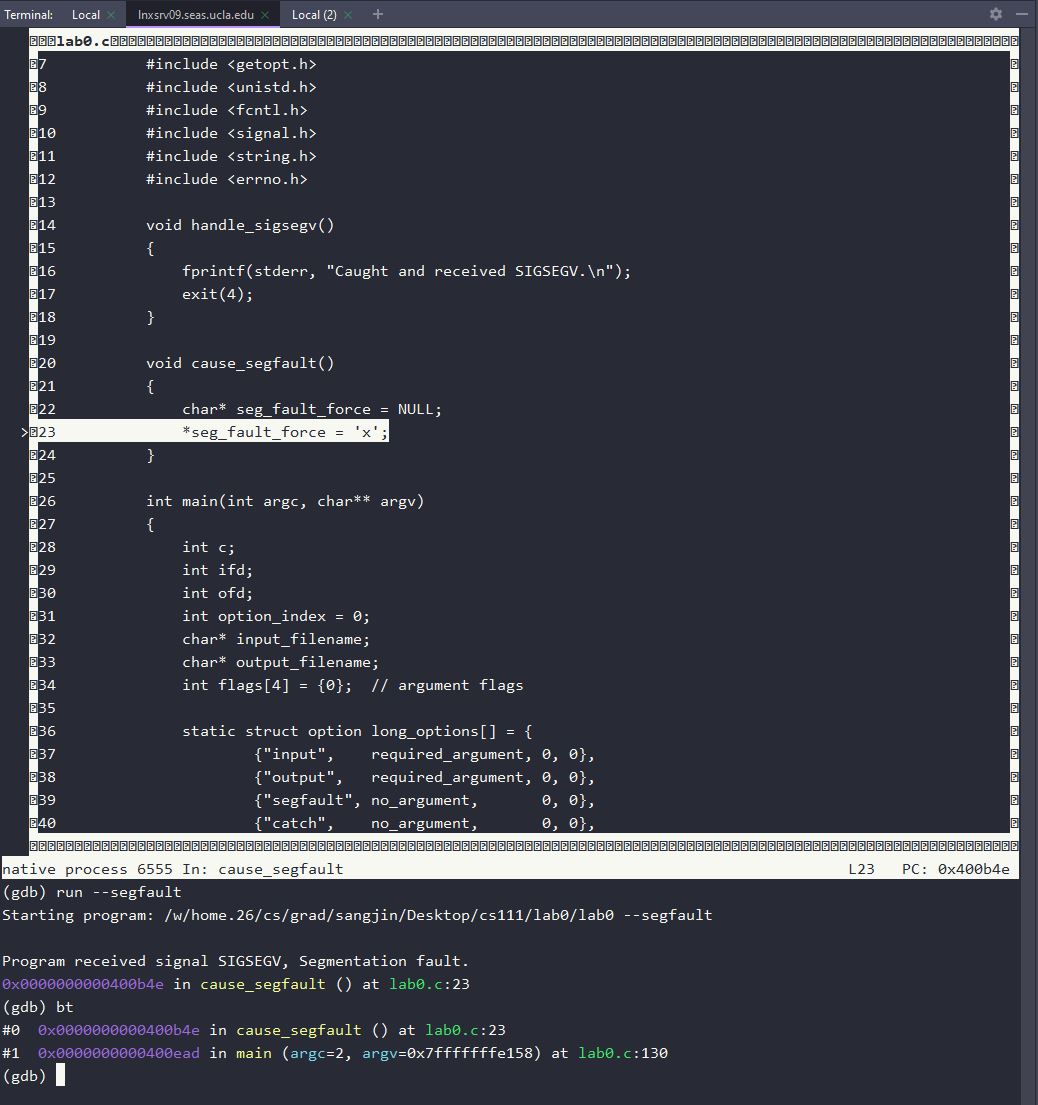 Terminal: Local × lnxsrv09.seas.ucla.edu × Local (2) × +
lab0.c
7 #include <getopt.h>
8 #include <unistd.h>
9 #include <fcntl.h>
10 #include <signal.h>
11 #include <string.h>
12 #include <errno.h>
13
14 void handle_sigsegv()
15 {
16 fprintf(stderr, "Caught and received SIGSEGV.\n");
17 exit(4);
18 }
19
20 void cause_segfault()
21 {
22 char* seg_fault_force = NULL;
>23 *seg_fault_force = 'x';
24 }
25
26 int main(int argc, char** argv)
27 {
28 int c;
29 int ifd;
30 int ofd;
31 int option_index = 0;
32 char* input_filename;
33 char* output_filename;
34 int flags[4] = {0};  // argument flags
35
36 static struct option long_options[] = {
37 {"input",    required_argument, 0, 0},
38 {"output",   required_argument, 0, 0},
39 {"segfault", no_argument,       0, 0},
40 {"catch",    no_argument,       0, 0},
native process 6555 In: cause_segfault L23 PC: 0x400b4e
(gdb) run --segfault
Starting program: /w/home.26/cs/grad/sangjin/Desktop/cs111/lab0/lab0 --segfault
Program received signal SIGSEGV, Segmentation fault.
0x0000000000400b4e in cause_segfault () at lab0.c:23
(gdb) bt
#0  0x0000000000400b4e in cause_segfault () at lab0.c:23
#1  0x0000000000400ead in main (argc=2, argv=0x7fffffffe158) at lab0.c:130
(gdb)